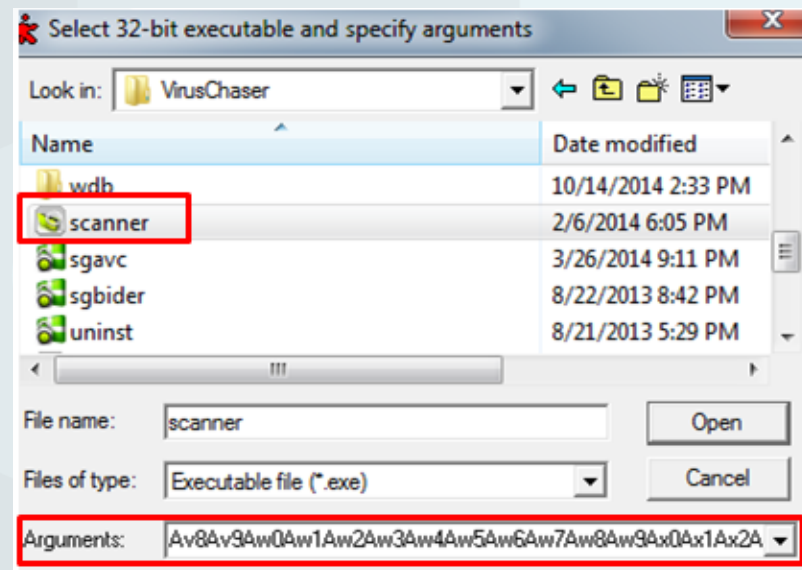 Select 32-bit executable and specify arguments
Look in: VirusChaser
Name Date modified
wdb 10/14/2014 2:33 PM
scanner 2/6/2014 6:05 PM
sgavc 3/26/2014 9:11 PM
sgbider 8/22/2013 8:42 PM
uninst 8/21/2013 5:29 PM
File name: scanner Open
Files of type: Executable file (*.exe) Cancel
Arguments: Av8Av9Aw0Aw1Aw2Aw3Aw4Aw5Aw6Aw7Aw8Aw9Ax0Ax1Ax2A